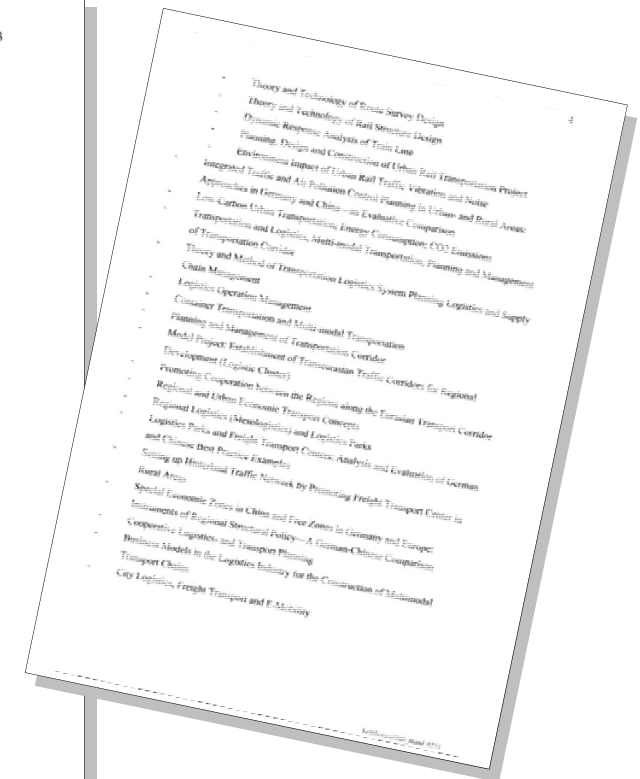 4
Theory and Technology of Route Survey Design
Theory and Technology of Rail Structure Design
Dynamic Response Analysis of Train Line
Planning, Design and Construction of Urban Rail Transportation Project
Environment Impact of Urban Rail Traffic Vibration and Noise
Integrated Traffic and Air Pollution Control Planning in Urban and Rural Areas:
Approaches in Germany and China—an Evaluative Comparison
Low-Carbon Urban Transportation, Energy Consumption CO2 Emissions
Transportation and Logistics, Multi-modal Transportation, Planning and Management
of Transportation Corridor
Theory and Method of Transportation Logistics System Planning Logistics and Supply
Chain Management
Logistics Operation Management
Container Transportation and Multi-modal Transportation
Planning and Management of Transportation Corridor
Model Project: Establishment of Transeurasian Traffic Corridors for Regional
Development (Logistic Cluster)
Promoting Cooperation between the Regions along the Eurasian Transport Corridor
Regional and Urban Economic Transport Concepts
Regional Logistics (Metrologistics) and Logistics Parks
Logistics Parks and Freight Transport Centers: Analysis and Evaluation of German
and Chinese Best Practice Examples
Setting up Hinterland Traffic Network by Promoting Freight Transport Center in
Rural Areas
Special Economic Zones in China and Free Zones in Germany and Europe:
Instruments of Regional Structural Policy—A German-Chinese Comparison
Cooperative Logistics- and Transport Planning
Business Models in the Logistics Industry for the Construction of Multimodal
Transport Chains
City Logistics, Freight Transport and E-Mobility